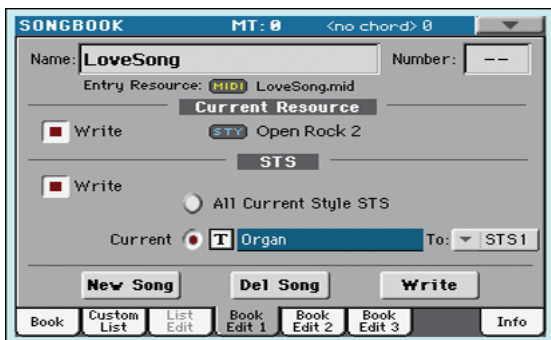 SONGBOOK MT: 0 <no chord> 0
Name: LoveSong Number: --
Entry Resource: MIDI LoveSong.mid
Current Resource
Write STY Open Rock 2
STS
Write
All Current Style STS
Current T Organ To: STS1
New Song Del Song Write
Book Custom List List Edit Book Edit 1 Book Edit 2 Book Edit 3 Info